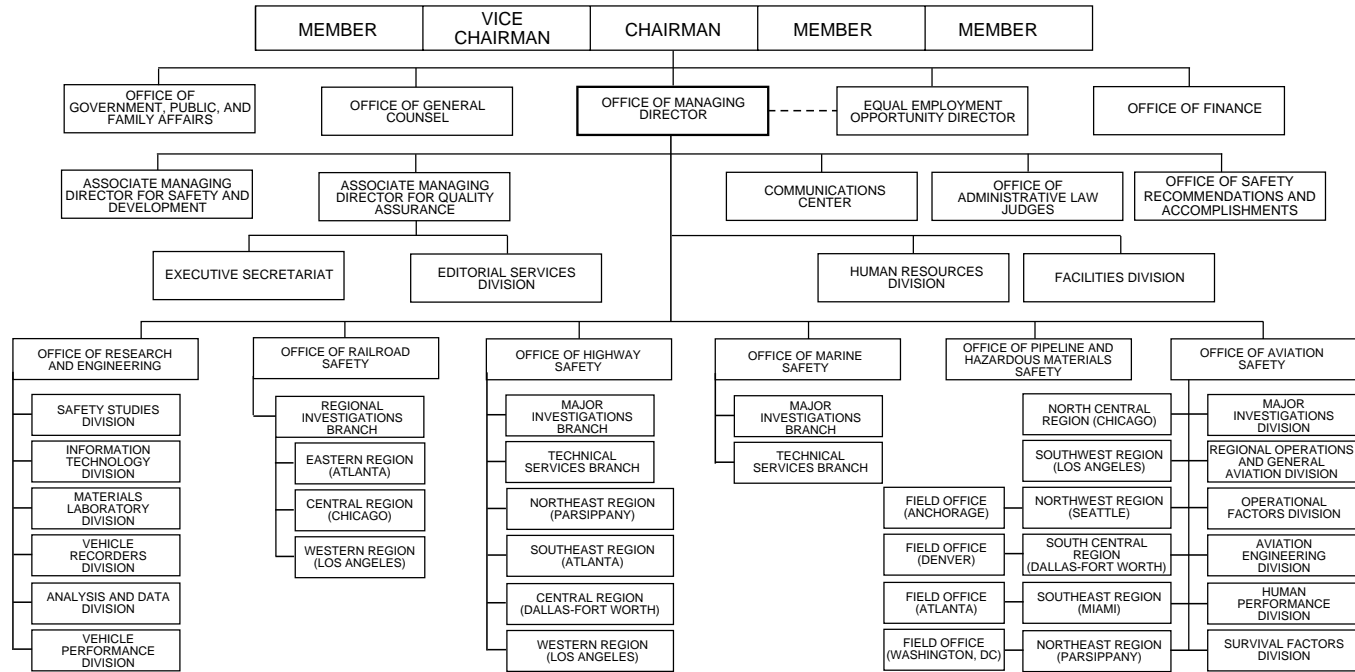 MEMBER
VICE
CHAIRMAN
CHAIRMAN
MEMBER
MEMBER
OFFICE OF
GOVERNMENT, PUBLIC, AND
FAMILY AFFAIRS
OFFICE OF GENERAL
COUNSEL
OFFICE OF MANAGING
DIRECTOR
EQUAL EMPLOYMENT
OPPORTUNITY DIRECTOR
OFFICE OF FINANCE
ASSOCIATE MANAGING
DIRECTOR FOR SAFETY AND
DEVELOPMENT
ASSOCIATE MANAGING
DIRECTOR FOR QUALITY
ASSURANCE
COMMUNICATIONS
CENTER
OFFICE OF
ADMINISTRATIVE LAW
JUDGES
OFFICE OF SAFETY
RECOMMENDATIONS AND
ACCOMPLISHMENTS
EXECUTIVE SECRETARIAT
EDITORIAL SERVICES
DIVISION
HUMAN RESOURCES
DIVISION
FACILITIES DIVISION
OFFICE OF RESEARCH
AND ENGINEERING
SAFETY STUDIES
DIVISION
INFORMATION
TECHNOLOGY
DIVISION
MATERIALS
LABORATORY
DIVISION
VEHICLE
RECORDERS
DIVISION
ANALYSIS AND DATA
DIVISION
VEHICLE
PERFORMANCE
DIVISION
OFFICE OF RAILROAD
SAFETY
REGIONAL
INVESTIGATIONS
BRANCH
EASTERN REGION
(ATLANTA)
CENTRAL REGION
(CHICAGO)
WESTERN REGION
(LOS ANGELES)
OFFICE OF HIGHWAY
SAFETY
MAJOR
INVESTIGATIONS
BRANCH
TECHNICAL
SERVICES BRANCH
NORTHEAST REGION
(PARSIPPANY)
SOUTHEAST REGION
(ATLANTA)
CENTRAL REGION
(DALLAS-FORT WORTH)
WESTERN REGION
(LOS ANGELES)
OFFICE OF MARINE
SAFETY
MAJOR
INVESTIGATIONS
BRANCH
TECHNICAL
SERVICES BRANCH
OFFICE OF PIPELINE AND
HAZARDOUS MATERIALS
SAFETY
OFFICE OF AVIATION
SAFETY
NORTH CENTRAL
REGION (CHICAGO)
MAJOR
INVESTIGATIONS
DIVISION
SOUTHWEST REGION
(LOS ANGELES)
REGIONAL OPERATIONS
AND GENERAL
AVIATION DIVISION
FIELD OFFICE
(ANCHORAGE)
NORTHWEST REGION
(SEATTLE)
OPERATIONAL
FACTORS DIVISION
FIELD OFFICE
(DENVER)
SOUTH CENTRAL
REGION
(DALLAS-FORT WORTH)
AVIATION
ENGINEERING
DIVISION
FIELD OFFICE
(ATLANTA)
SOUTHEAST REGION
(MIAMI)
HUMAN
PERFORMANCE
DIVISION
FIELD OFFICE
(WASHINGTON, DC)
NORTHEAST REGION
(PARSIPPANY)
SURVIVAL FACTORS
DIVISION